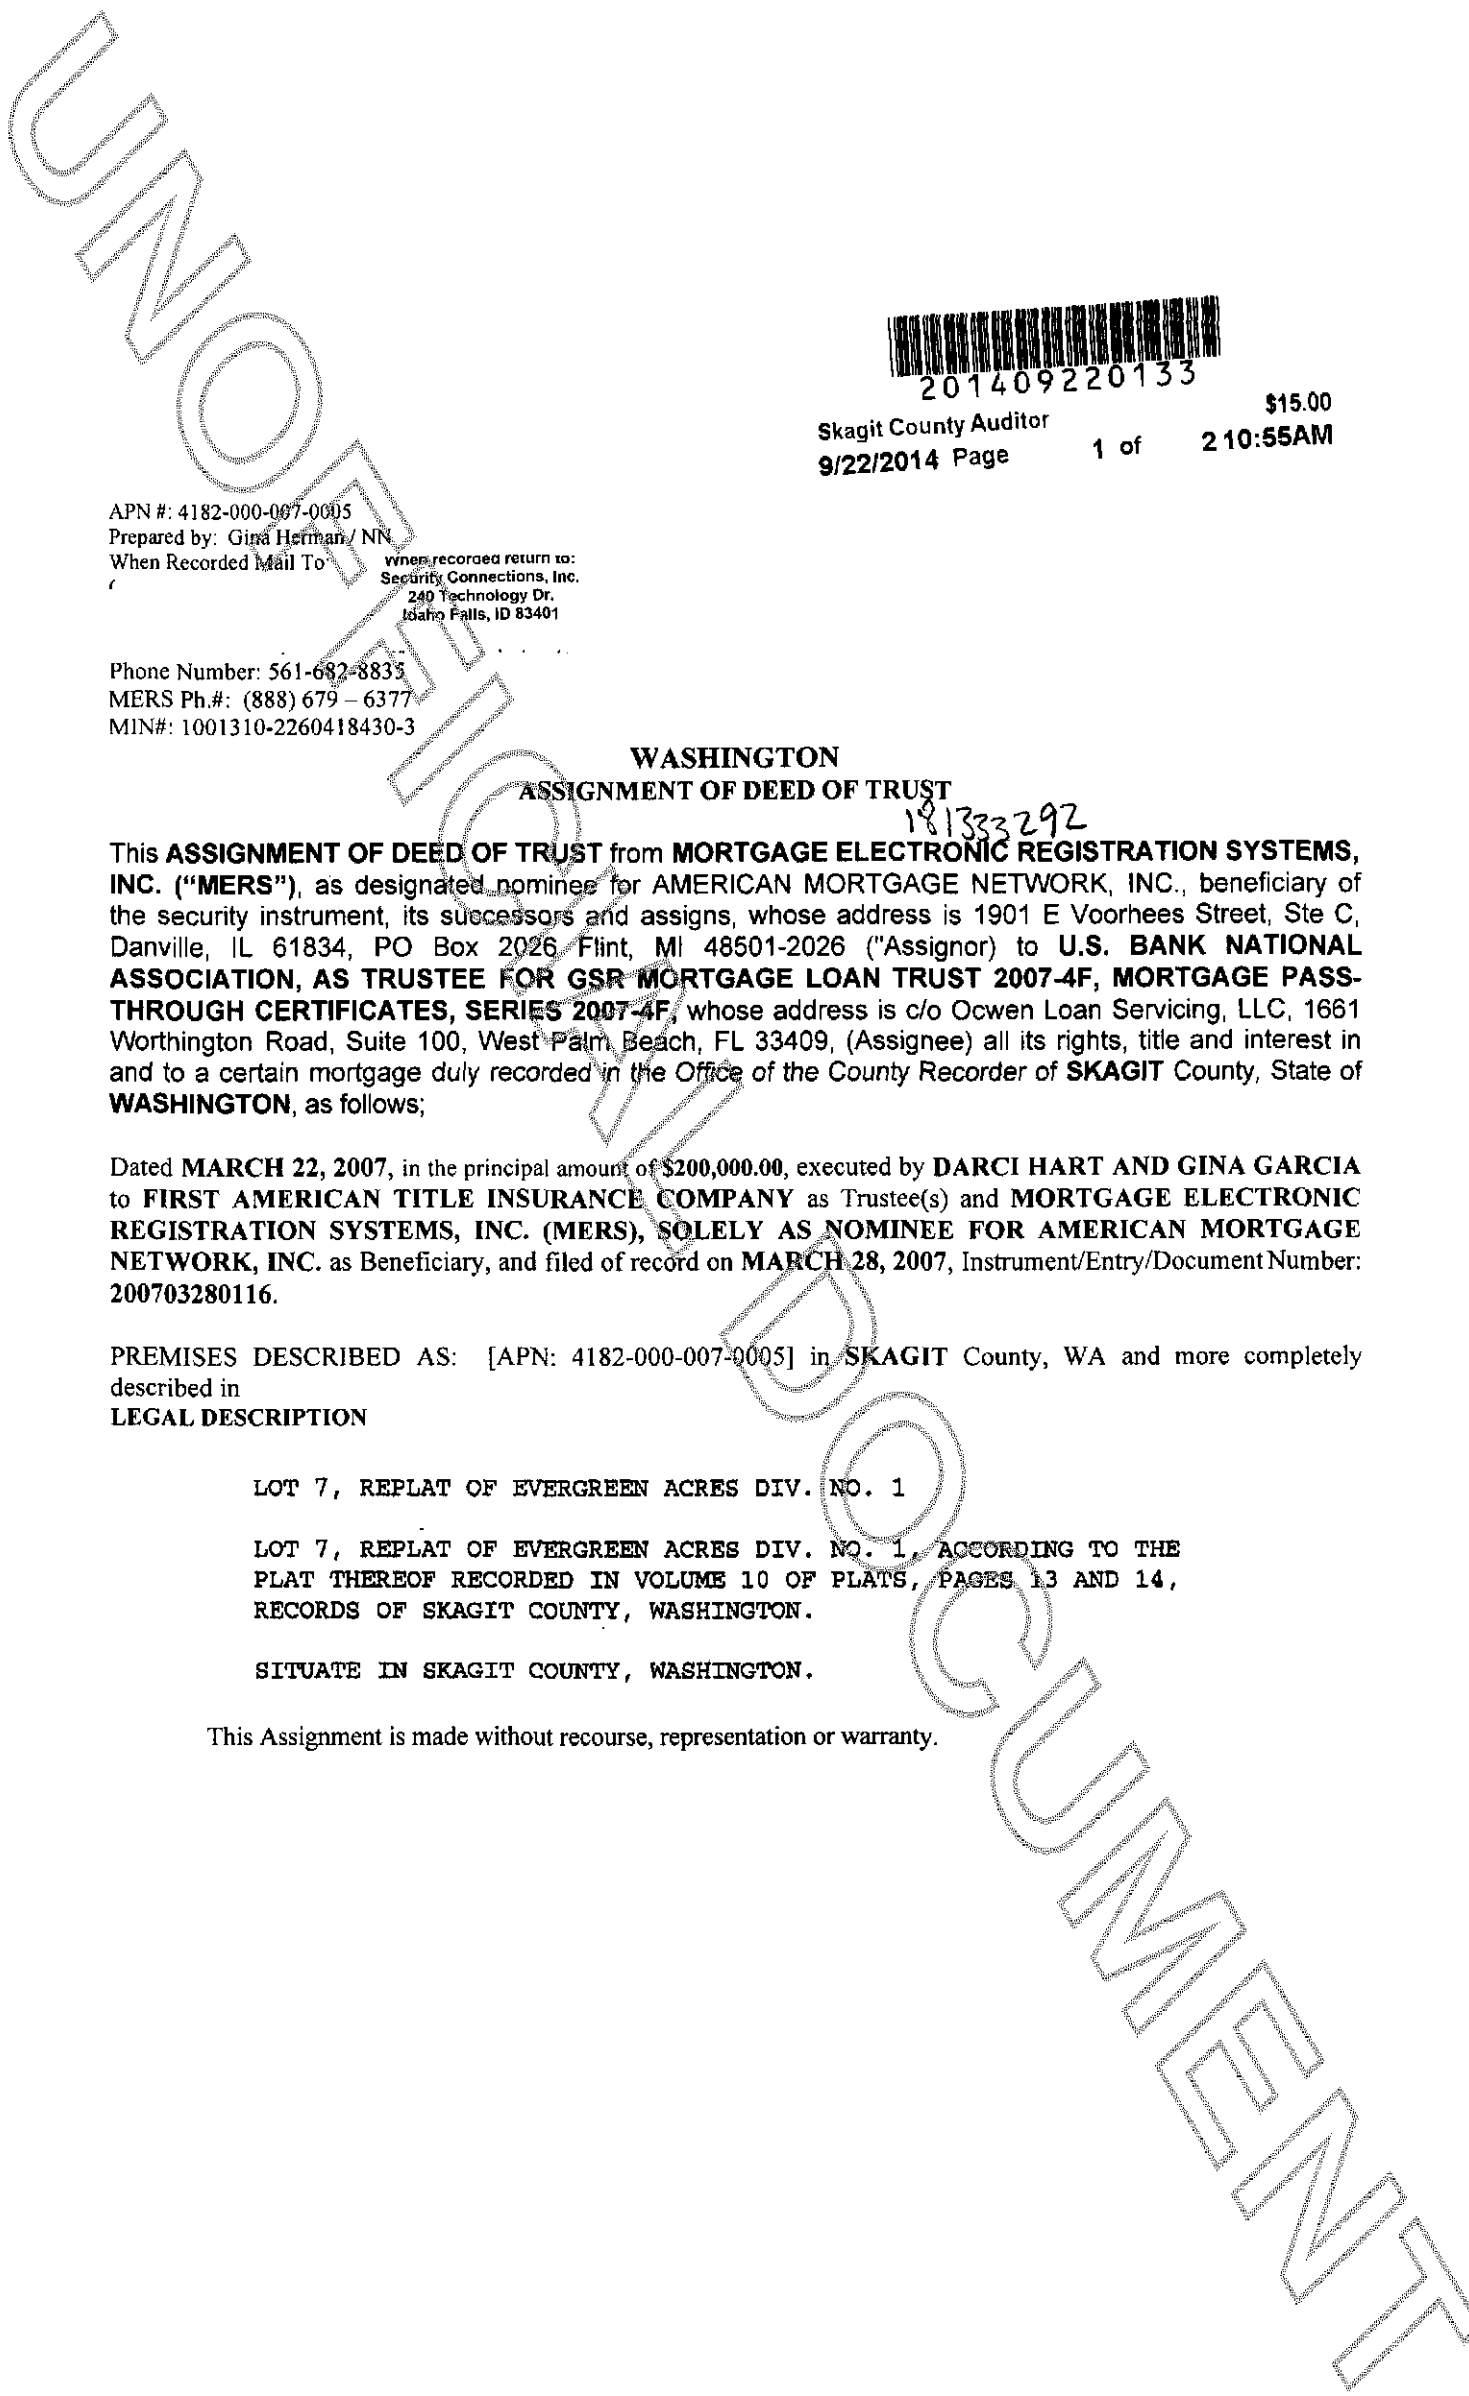 201409220133
Skagit County Auditor $15.00
9/22/2014 Page 1 of 2 10:55AM
APN #: 4182-000-007-0005
Prepared by: Gina Herman / NN
When Recorded Mail To
When recorded return to:
Security Connections, Inc.
240 Technology Dr.
Idaho Falls, ID 83401
Phone Number: 561-682-8835
MERS Ph.#: (888) 679 – 6377
MIN#: 1001310-2260418430-3
WASHINGTON
ASSIGNMENT OF DEED OF TRUST
181333292
This ASSIGNMENT OF DEED OF TRUST from MORTGAGE ELECTRONIC REGISTRATION SYSTEMS,
INC. (“MERS”), as designated nominee for AMERICAN MORTGAGE NETWORK, INC., beneficiary of
the security instrument, its successors and assigns, whose address is 1901 E Voorhees Street, Ste C,
Danville, IL 61834, PO Box 2026, Flint, MI 48501-2026 ("Assignor) to U.S. BANK NATIONAL
ASSOCIATION, AS TRUSTEE FOR GSR MORTGAGE LOAN TRUST 2007-4F, MORTGAGE PASS-
THROUGH CERTIFICATES, SERIES 2007-4F, whose address is c/o Ocwen Loan Servicing, LLC, 1661
Worthington Road, Suite 100, West Palm Beach, FL 33409, (Assignee) all its rights, title and interest in
and to a certain mortgage duly recorded in the Office of the County Recorder of SKAGIT County, State of
WASHINGTON, as follows;
Dated MARCH 22, 2007, in the principal amount of $200,000.00, executed by DARCI HART AND GINA GARCIA
to FIRST AMERICAN TITLE INSURANCE COMPANY as Trustee(s) and MORTGAGE ELECTRONIC
REGISTRATION SYSTEMS, INC. (MERS), SOLELY AS NOMINEE FOR AMERICAN MORTGAGE
NETWORK, INC. as Beneficiary, and filed of record on MARCH 28, 2007, Instrument/Entry/Document Number:
200703280116.
PREMISES DESCRIBED AS: [APN: 4182-000-007-0005] in SKAGIT County, WA and more completely
described in
LEGAL DESCRIPTION
LOT 7, REPLAT OF EVERGREEN ACRES DIV. NO. 1
LOT 7, REPLAT OF EVERGREEN ACRES DIV. NO. 1, ACCORDING TO THE
PLAT THEREOF RECORDED IN VOLUME 10 OF PLATS, PAGES 13 AND 14,
RECORDS OF SKAGIT COUNTY, WASHINGTON.
SITUATE IN SKAGIT COUNTY, WASHINGTON.
This Assignment is made without recourse, representation or warranty.
UNOFFICIAL DOCUMENT